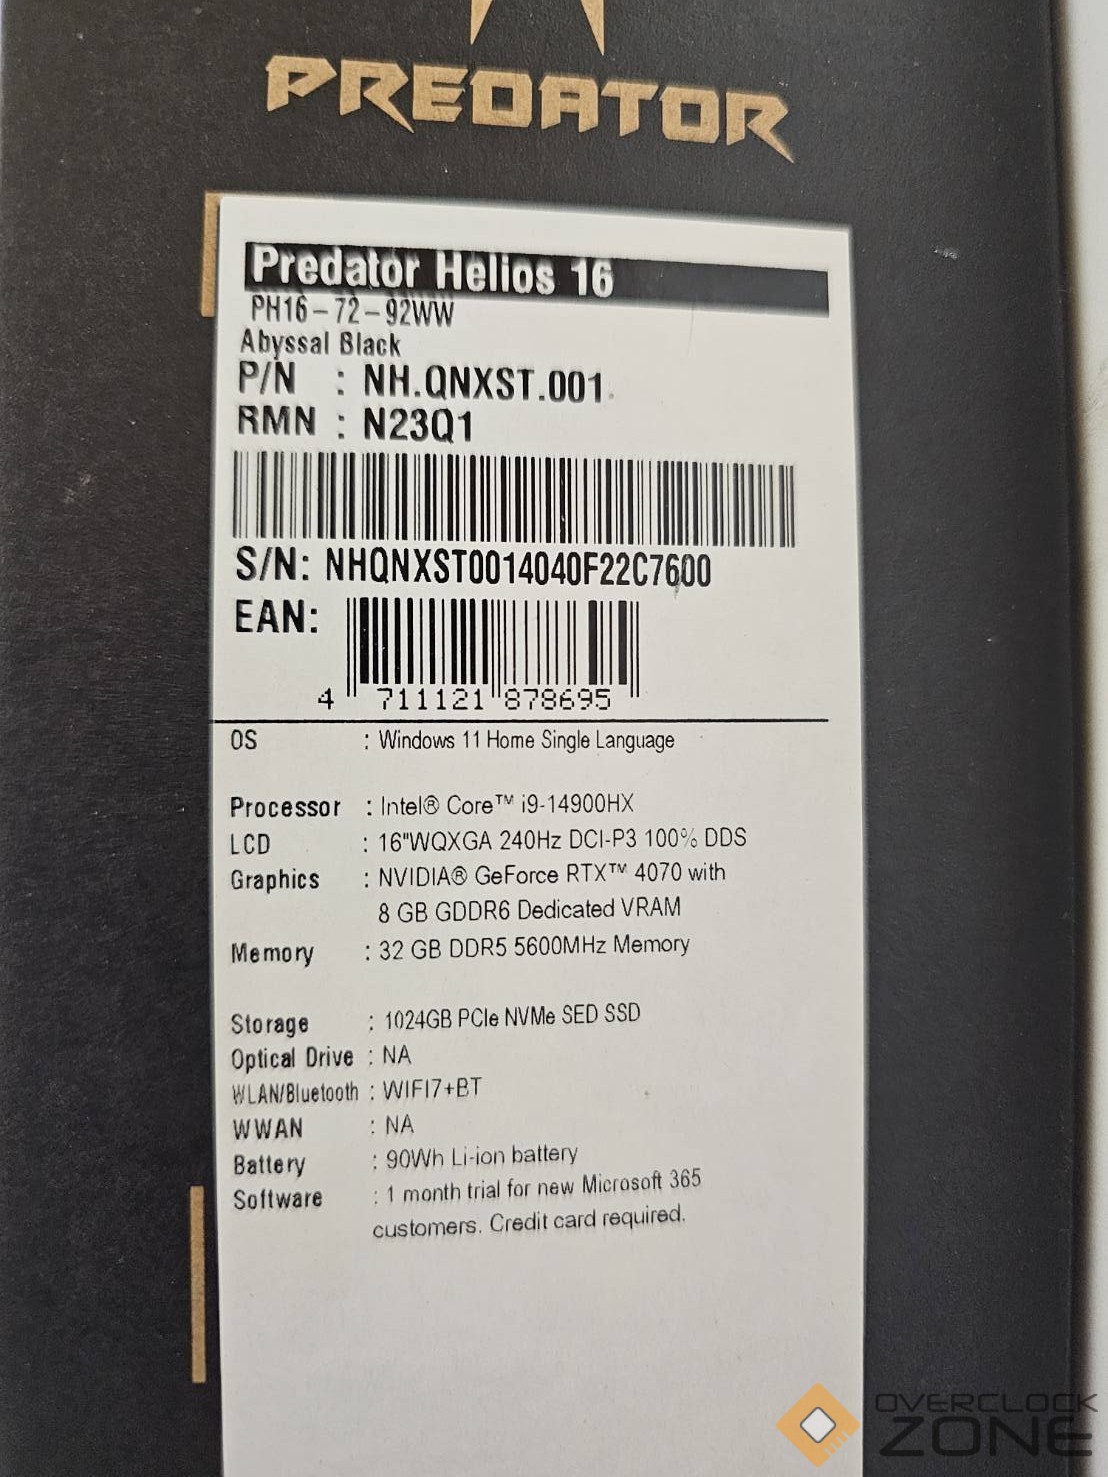 PREDATOR
Predator Helios 16
PH16-72-92WW
Abyssal Black
P/N : NH.QNXST.001
RMN : N23Q1
S/N: NHQNXST0014040F22C7600
EAN:
4 711121 878695
OS : Windows 11 Home Single Language
Processor : Intel® Core™ i9-14900HX
LCD : 16"WQXGA 240Hz DCI-P3 100% DDS
Graphics : NVIDIA® GeForce RTX™ 4070 with
8 GB GDDR6 Dedicated VRAM
Memory : 32 GB DDR5 5600MHz Memory
Storage : 1024GB PCIe NVMe SED SSD
Optical Drive : NA
WLAN/Bluetooth : WIFI7+BT
WWAN : NA
Battery : 90Wh Li-ion battery
Software : 1 month trial for new Microsoft 365
customers. Credit card required.
OVERCLOCK
ZONE